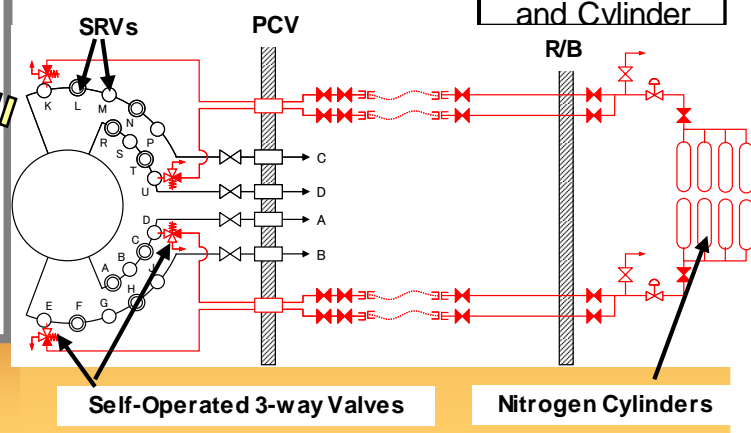 and Cylinder
SRVs
PCV
R/B
K
L
M
N
P
R
S
T
U
C
D
A
B
D
C
B
A
J
H
G
F
E
Self-Operated 3-way Valves
Nitrogen Cylinders